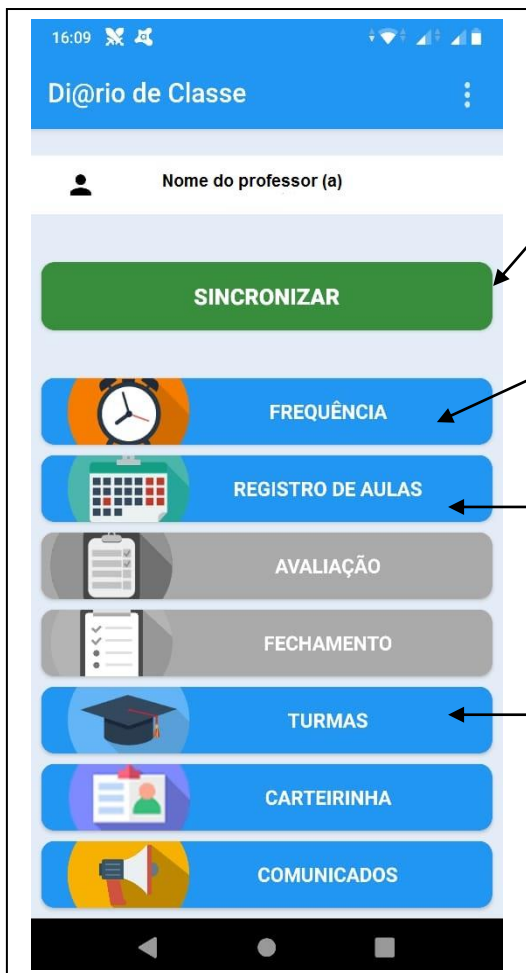 16:09
Di@rio de Classe
Nome do professor (a)
SINCRONIZAR
FREQUÊNCIA
REGISTRO DE AULAS
AVALIAÇÃO
FECHAMENTO
TURMAS
CARTEIRINHA
COMUNICADOS